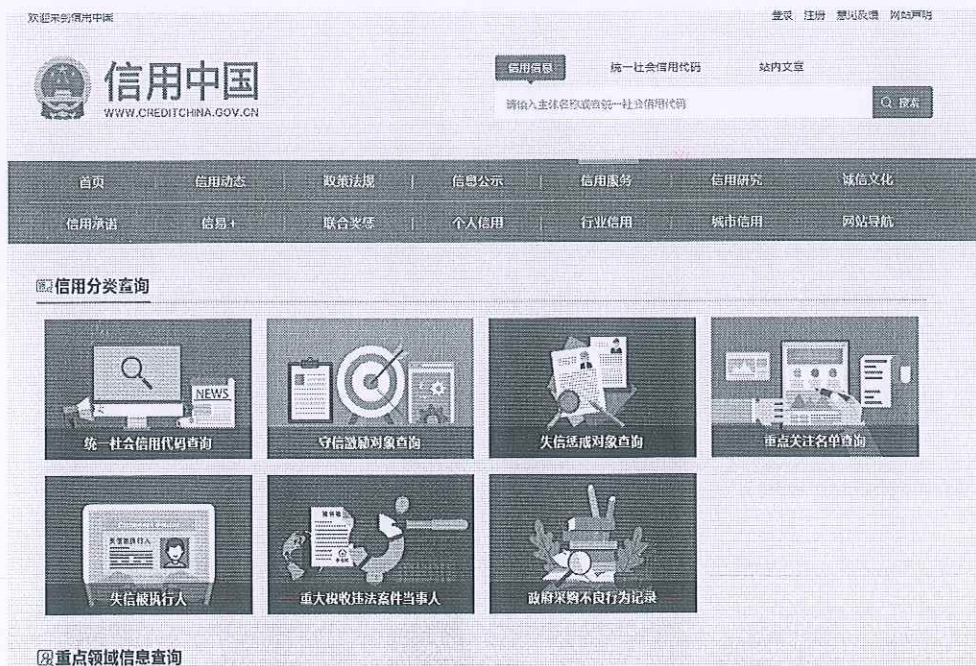 欢迎来到信用中国
登录 注册 意见反馈 网站声明
信用中国
WWW.CREDITCHINA.GOV.CN
信用信息 统一社会信用代码 站内文章
请输入主体名称或者统一社会信用代码
搜索
首页 信用动态 政策法规 信息公示 信用服务 信用研究 诚信文化
信用承诺 信易+ 联合奖惩 个人信用 行业信用 城市信用 网站导航
信用分类查询
NEWS
统一社会信用代码查询 守信激励对象查询 失信惩戒对象查询 重点关注名单查询
失信被执行人
失信被执行人 重大税收违法案件当事人 政府采购不良行为记录
重点领域信息查询